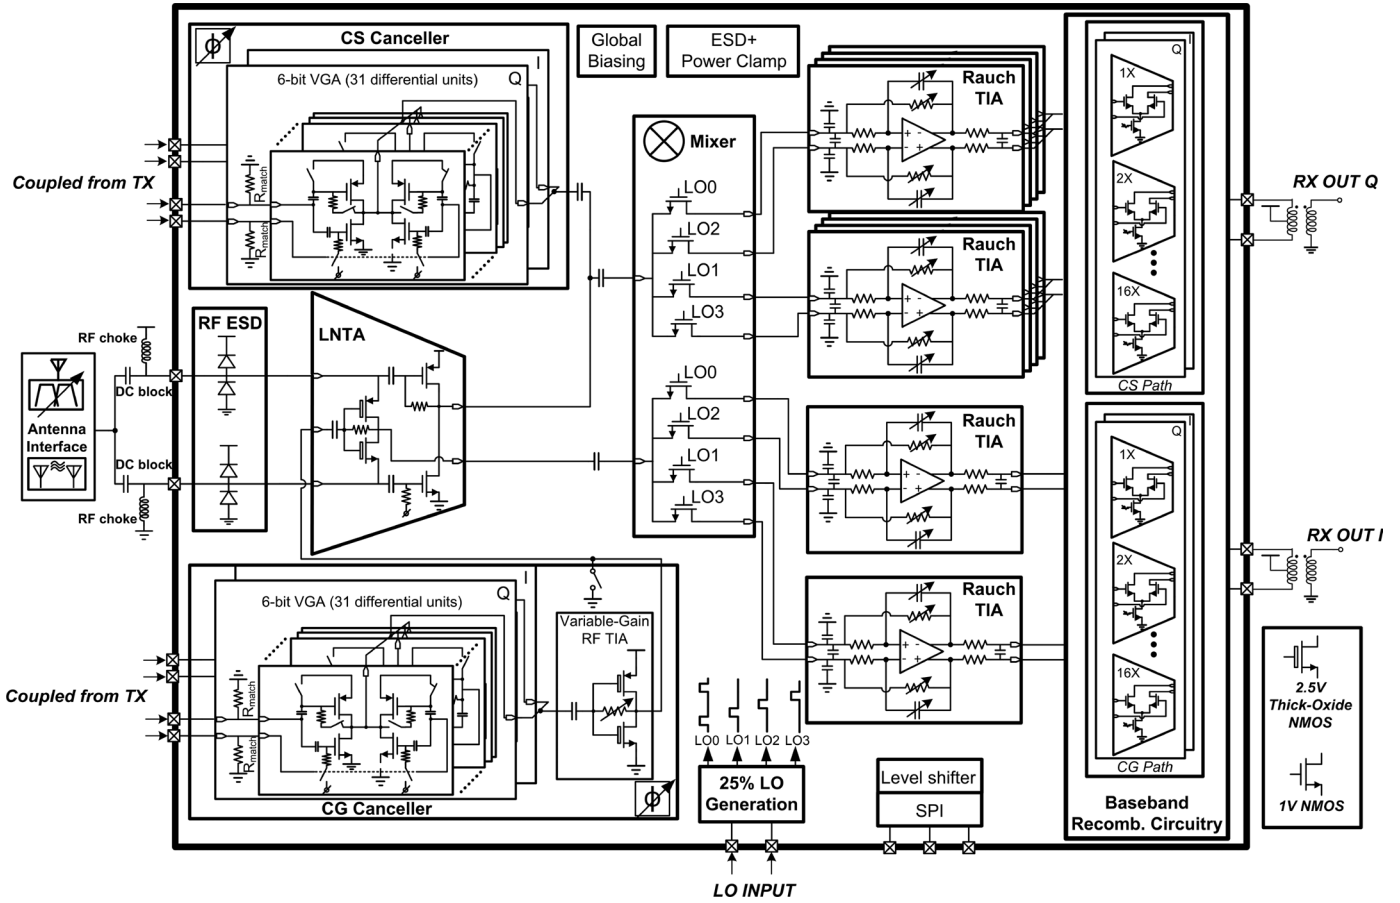 CS Canceller
ϕ
I
Q
6-bit VGA (31 differential units)
Rmatch
Rmatch
Coupled from TX
Global
Biasing
ESD+
Power Clamp
Mixer
LO0
LO2
LO1
LO3
LO0
LO2
LO1
LO3
Rauch
TIA
Rauch
TIA
Rauch
TIA
Rauch
TIA
I
Q
1X
2X
16X
CS Path
I
Q
1X
2X
16X
CG Path
Baseband
Recomb. Circuitry
RX OUT Q
RX OUT I
2.5V
Thick-Oxide
NMOS
1V NMOS
RF choke
DC block
Antenna
Interface
DC block
RF choke
RF ESD
LNTA
I
Q
6-bit VGA (31 differential units)
Rmatch
Rmatch
Coupled from TX
CG Canceller
Variable-Gain
RF TIA
ϕ
LO0
LO1
LO2
LO3
25% LO
Generation
LO INPUT
Level shifter
SPI